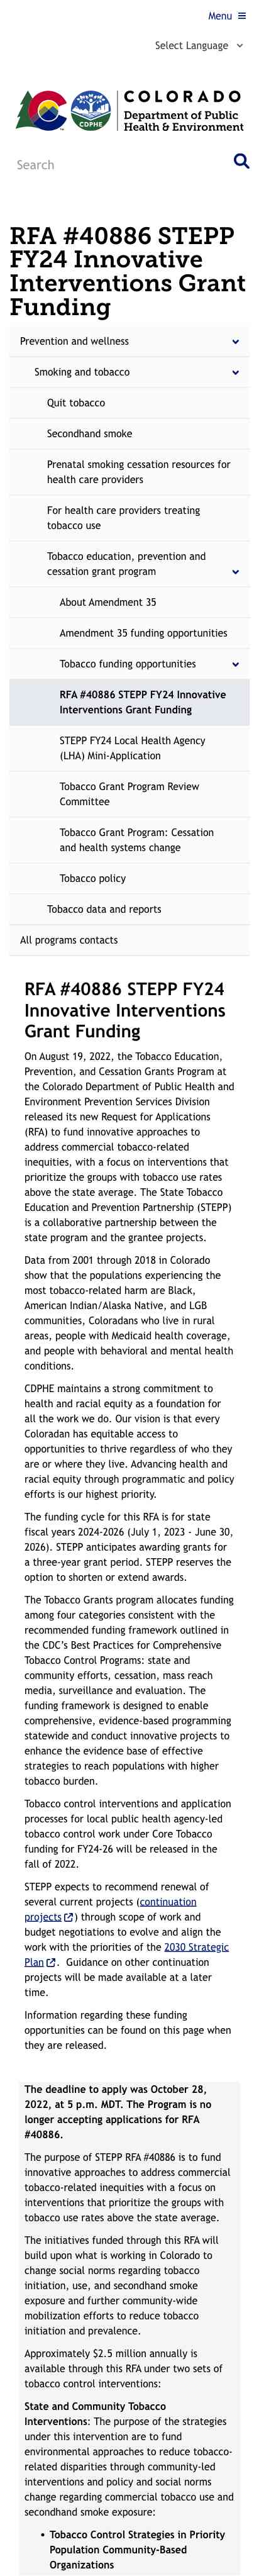 Menu
Select Language
COLORADO
Department of Public
Health & Environment
CDPHE
Search
RFA #40886 STEPP
FY24 Innovative
Interventions Grant
Funding
Prevention and wellness
Smoking and tobacco
Quit tobacco
Secondhand smoke
Prenatal smoking cessation resources for
health care providers
For health care providers treating
tobacco use
Tobacco education, prevention and
cessation grant program
About Amendment 35
Amendment 35 funding opportunities
Tobacco funding opportunities
RFA #40886 STEPP FY24 Innovative
Interventions Grant Funding
STEPP FY24 Local Health Agency
(LHA) Mini-Application
Tobacco Grant Program Review
Committee
Tobacco Grant Program: Cessation
and health systems change
Tobacco policy
Tobacco data and reports
All programs contacts
RFA #40886 STEPP FY24
Innovative Interventions
Grant Funding
On August 19, 2022, the Tobacco Education,
Prevention, and Cessation Grants Program at
the Colorado Department of Public Health and
Environment Prevention Services Division
released its new Request for Applications
(RFA) to fund innovative approaches to
address commercial tobacco-related
inequities, with a focus on interventions that
prioritize the groups with tobacco use rates
above the state average. The State Tobacco
Education and Prevention Partnership (STEPP)
is a collaborative partnership between the
state program and the grantee projects.
Data from 2001 through 2018 in Colorado
show that the populations experiencing the
most tobacco-related harm are Black,
American Indian/Alaska Native, and LGB
communities, Coloradans who live in rural
areas, people with Medicaid health coverage,
and people with behavioral and mental health
conditions.
CDPHE maintains a strong commitment to
health and racial equity as a foundation for
all the work we do. Our vision is that every
Coloradan has equitable access to
opportunities to thrive regardless of who they
are or where they live. Advancing health and
racial equity through programmatic and policy
efforts is our highest priority.
The funding cycle for this RFA is for state
fiscal years 2024-2026 (July 1, 2023 - June 30,
2026). STEPP anticipates awarding grants for
a three-year grant period. STEPP reserves the
option to shorten or extend awards.
The Tobacco Grants program allocates funding
among four categories consistent with the
recommended funding framework outlined in
the CDC’s Best Practices for Comprehensive
Tobacco Control Programs: state and
community efforts, cessation, mass reach
media, surveillance and evaluation. The
funding framework is designed to enable
comprehensive, evidence-based programming
statewide and conduct innovative projects to
enhance the evidence base of effective
strategies to reach populations with higher
tobacco burden.
Tobacco control interventions and application
processes for local public health agency-led
tobacco control work under Core Tobacco
funding for FY24-26 will be released in the
fall of 2022.
STEPP expects to recommend renewal of
several current projects (continuation
projects) through scope of work and
budget negotiations to evolve and align the
work with the priorities of the 2030 Strategic
Plan. Guidance on other continuation
projects will be made available at a later
time.
Information regarding these funding
opportunities can be found on this page when
they are released.
The deadline to apply was October 28,
2022, at 5 p.m. MDT. The Program is no
longer accepting applications for RFA
#40886.
The purpose of STEPP RFA #40886 is to fund
innovative approaches to address commercial
tobacco-related inequities with a focus on
interventions that prioritize the groups with
tobacco use rates above the state average.
The initiatives funded through this RFA will
build upon what is working in Colorado to
change social norms regarding tobacco
initiation, use, and secondhand smoke
exposure and further community-wide
mobilization efforts to reduce tobacco
initiation and prevalence.
Approximately $2.5 million annually is
available through this RFA under two sets of
tobacco control interventions:
State and Community Tobacco
Interventions: The purpose of the strategies
under this intervention are to fund
environmental approaches to reduce tobacco-
related disparities through community-led
interventions and policy and social norms
change regarding commercial tobacco use and
secondhand smoke exposure:
• Tobacco Control Strategies in Priority
Population Community-Based
Organizations